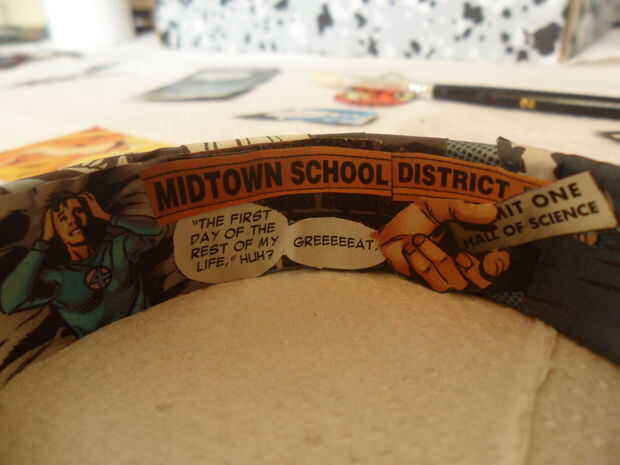 MIDTOWN SCHOOL DISTRICT
"THE FIRST
DAY OF THE
REST OF MY
LIFE," HUH?
GREEEEEAT.
MIT ONE
HALL OF SCIENCE
2